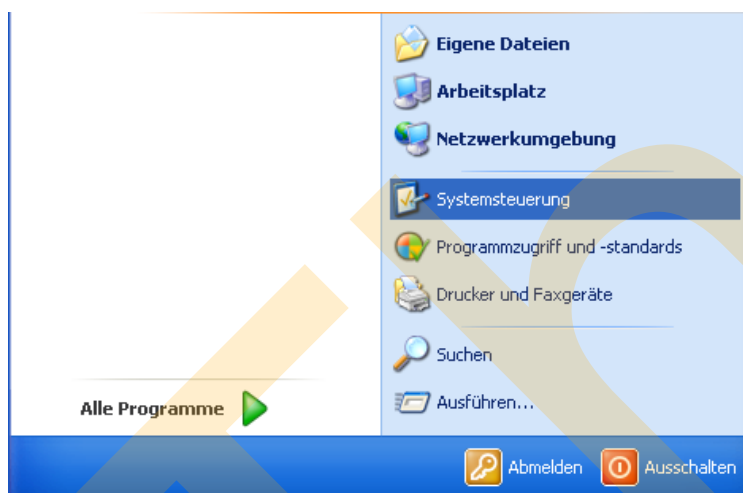 Eigene Dateien
Arbeitsplatz
Netzwerkumgebung
Systemsteuerung
Programmzugriff und -standards
Drucker und Faxgeräte
Suchen
Ausführen...
Alle Programme
Abmelden Ausschalten